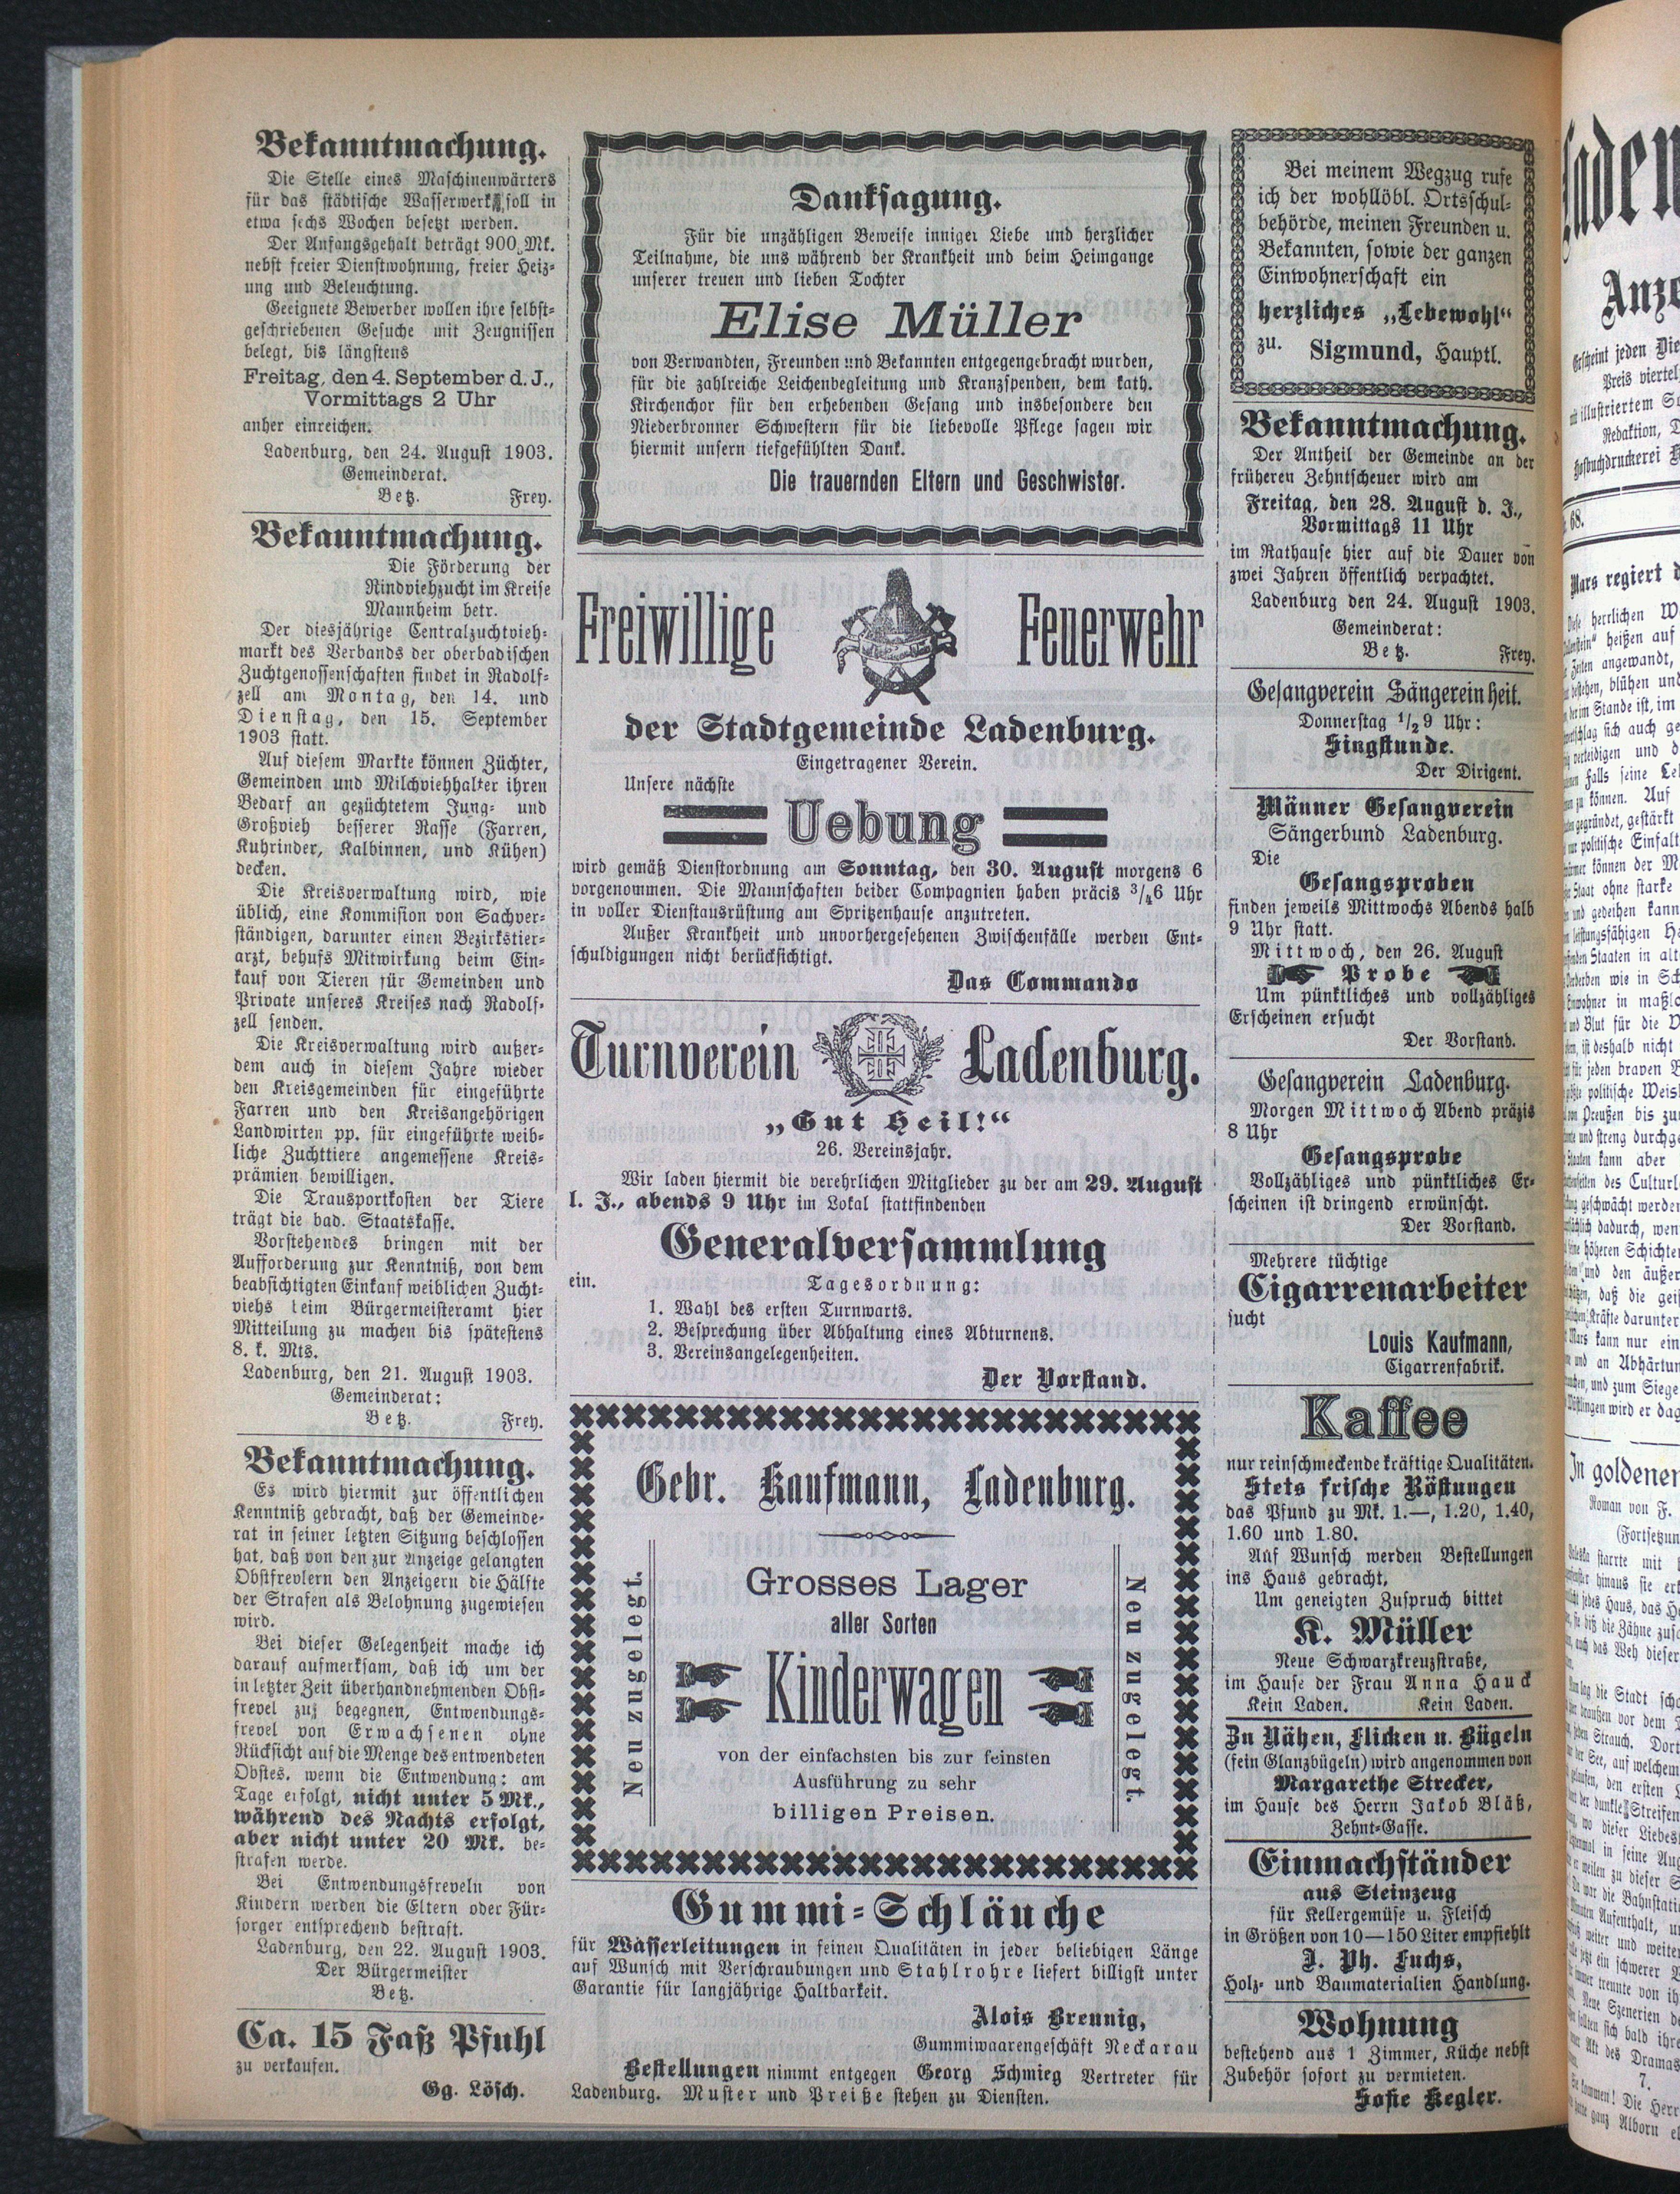 Bekanntmachung.
Die Stelle eines Maschinenwärters
für das städtische Wasserwerk soll in
etwa sechs Wochen besetzt werden.
Der Anfangsgehalt beträgt 900 Mk.
nebst freier Dienstwohnung, freier Heiz-
ung und Beleuchtung.
Geeignete Bewerber wollen ihre selbst-
geschriebenen Gesuche mit Zeugnissen
belegt, bis längstens
Freitag, den 4. September d. J.,
Vormittags 2 Uhr
anher einreichen.
Ladenburg, den 24. August 1903.
Gemeinderat.
Betz. Frey.
Bekanntmachung.
Die Förderung der
Rindviehzucht im Kreise
Mannheim betr.
Der diesjährige Centralzuchtvieh-
markt des Verbands der oberbadischen
Zuchtgenossenschaften findet in Radolf-
zell am Montag, den 14. und
Dienstag, den 15. September
1903 statt.
Auf diesem Markte können Züchter,
Gemeinden und Milchviehhalter ihren
Bedarf an gezüchtetem Jung- und
Großvieh besserer Rasse (Farren,
Kuhrinder, Kalbinnen, und Kühen)
decken.
Die Kreisverwaltung wird, wie
üblich, eine Kommision von Sachver-
ständigen, darunter einen Bezirkstier-
arzt, behufs Mitwirkung beim Ein-
kauf von Tieren für Gemeinden und
Private unseres Kreises nach Radolf-
zell senden.
Die Kreisverwaltung wird außer-
dem auch in diesem Jahre wieder
den Kreisgemeinden für eingeführte
Farren und den Kreisangehörigen
Landwirten pp. für eingeführte weib-
liche Zuchttiere angemessene Kreis-
prämien bewilligen.
Die Transportkosten der Tiere
trägt die bad. Staatskasse.
Vorstehendes bringen mit der
Aufforderung zur Kenntniß, von dem
beabsichtigten Einkauf weiblichen Zucht-
viehs beim Bürgermeisteramt hier
Mitteilung zu machen bis spätestens
8. k. Mts.
Ladenburg, den 21. August 1903.
Gemeinderat:
Betz. Frey.
Bekanntmachung.
Es wird hiermit zur öffentlichen
Kenntniß gebracht, daß der Gemeinde-
rat in seiner letzten Sitzung beschlossen
hat, daß von den zur Anzeige gelangten
Obstfrevlern den Anzeigern die Hälfte
der Strafen als Belohnung zugewiesen
wird.
Bei dieser Gelegenheit mache ich
darauf aufmerksam, daß ich um der
in letzter Zeit überhandnehmenden Obst-
frevel zu begegnen, Entwendungs-
frevel von Erwachsenen ohne
Rücksicht auf die Menge des entwendeten
Obstes, wenn die Entwendung: am
Tage erfolgt, nicht unter 5 Mk.,
während des Nachts erfolgt,
aber nicht unter 20 Mk. be-
strafen werde.
Bei Entwendungsfreveln von
Kindern werden die Eltern oder Für-
sorger entsprechend bestraft.
Ladenburg, den 22. August 1903.
Der Bürgermeister
Betz.
Ca. 15 Faß Pfuhl
zu verkaufen.
Gg. Lösch.
Danksagung.
Für die unzähligen Beweise inniger Liebe und herzlicher
Teilnahme, die uns während der Krankheit und beim Heimgange
unserer treuen und lieben Tochter
Elise Müller
von Verwandten, Freunden und Bekannten entgegengebracht wurden,
für die zahlreiche Leichenbegleitung und Kranzspenden, dem kath.
Kirchenchor für den erhebenden Gesang und insbesondere den
Niederbronner Schwestern für die liebevolle Pflege sagen wir
hiermit unsern tiefgefühlten Dank.
Die trauernden Eltern und Geschwister.
Freiwillige Feuerwehr
der Stadtgemeinde Ladenburg.
Eingetragener Verein.
Unsere nächste
Uebung
wird gemäß Dienstordnung am Sonntag, den 30. August morgens 6
vorgenommen. Die Mannschaften beider Compagnien haben präcis 3/4 6 Uhr
in voller Dienstausrüstung am Spritzenhause anzutreten.
Außer Krankheit und unvorhergesehenen Zwischenfälle werden Ent-
schuldigungen nicht berücksichtigt.
Das Commando
Turnverein Ladenburg.
„Gut Heil!“
26. Vereinsjahr.
Wir laden hiermit die verehrlichen Mitglieder zu der am 29. August
l. J., abends 9 Uhr im Lokal stattfindenden
Generalversammlung
ein. Tagesordnung:
1. Wahl des ersten Turnwarts.
2. Besprechung über Abhaltung eines Abturnens.
3. Vereinsangelegenheiten.
Der Vorstand.
Gebr. Kaufmann, Ladenburg.
Neu zugelegt.
Grosses Lager
aller Sorten
Kinderwagen
von der einfachsten bis zur feinsten
Ausführung zu sehr
billigen Preisen.
Neu zugelegt.
Gummi-Schläuche
für Wasserleitungen in feinen Qualitäten in jeder beliebigen Länge
auf Wunsch mit Verschraubungen und Stahlrohre liefert billigst unter
Garantie für langjährige Haltbarkeit.
Alois Brennig,
Gummiwaarengeschäft Neckarau
Bestellungen nimmt entgegen Georg Schmieg Vertreter für
Ladenburg. Muster und Preiße stehen zu Diensten.
Bei meinem Wegzug rufe
ich der wohllöbl. Ortsschul-
behörde, meinen Freunden u.
Bekannten, sowie der ganzen
Einwohnerschaft ein
herzliches „Lebewohl“
zu. Sigmund, Hauptl.
Bekanntmachung.
Der Antheil der Gemeinde an der
früheren Zehntscheuer wird am
Freitag, den 28. August d. J.,
Vormittags 11 Uhr
im Rathause hier auf die Dauer von
zwei Jahren öffentlich verpachtet.
Ladenburg den 24. August 1903.
Gemeinderat:
Betz. Frey.
Gesangverein Sängereinheit.
Donnerstag 1/2 9 Uhr:
Singstunde.
Der Dirigent.
Männer Gesangverein
Sängerbund Ladenburg.
Die
Gesangsproben
finden jeweils Mittwochs Abends halb
9 Uhr statt.
Mittwoch, den 26. August
Probe
Um pünktliches und vollzähliges
Erscheinen ersucht
Der Vorstand.
Gesangverein Ladenburg.
Morgen Mittwoch Abend präzis
8 Uhr
Gesangsprobe
Vollzähliges und pünktliches Er-
scheinen ist dringend erwünscht.
Der Vorstand.
Mehrere tüchtige
Cigarrenarbeiter
sucht
Louis Kaufmann,
Cigarrenfabrik.
Kaffee
nur reinschmeckende kräftige Qualitäten.
Stets frische Röstungen
das Pfund zu Mk. 1.—, 1.20, 1.40,
1.60 und 1.80.
Auf Wunsch werden Bestellungen
ins Haus gebracht,
Um geneigten Zuspruch bittet
K. Müller
Neue Schwarzkreuzstraße,
im Hause der Frau Anna Hauck
Kein Laden. Kein Laden.
Zu Nähen, Flicken u. Bügeln
(fein Glanzbügeln) wird angenommen von
Margarethe Strecker,
im Hause des Herrn Jakob Bläß,
Zehnt-Gasse.
Einmachständer
aus Steinzeug
für Kellergemüse u. Fleisch
in Größen von 10—150 Liter empfiehlt
J. Ph. Fuchs,
Holz- und Baumaterialien Handlung.
Wohnung
bestehend aus 1 Zimmer, Küche nebst
Zubehör sofort zu vermieten.
Sofie Kegler.
68.
Mars regiert
In goldenen
Roman von F.
7.